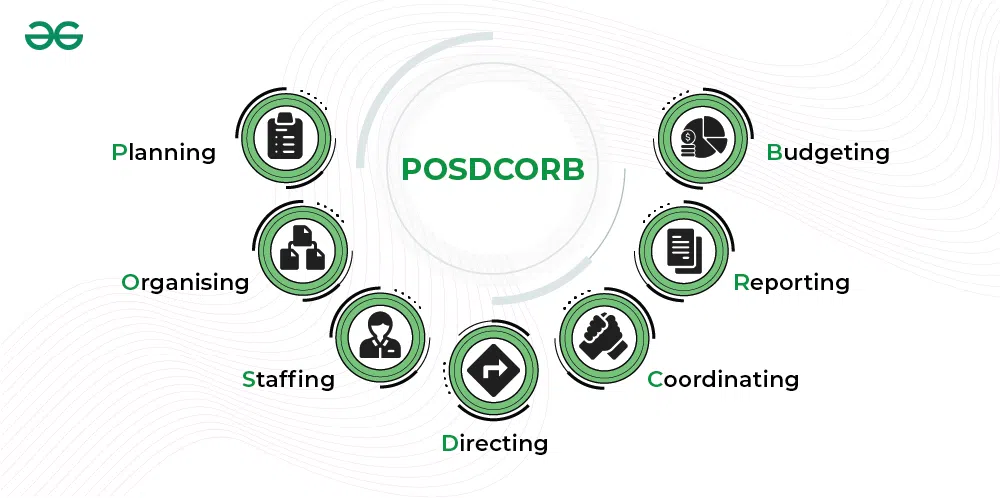 POSDCORB
Planning
Organising
Staffing
Directing
Coordinating
Reporting
Budgeting